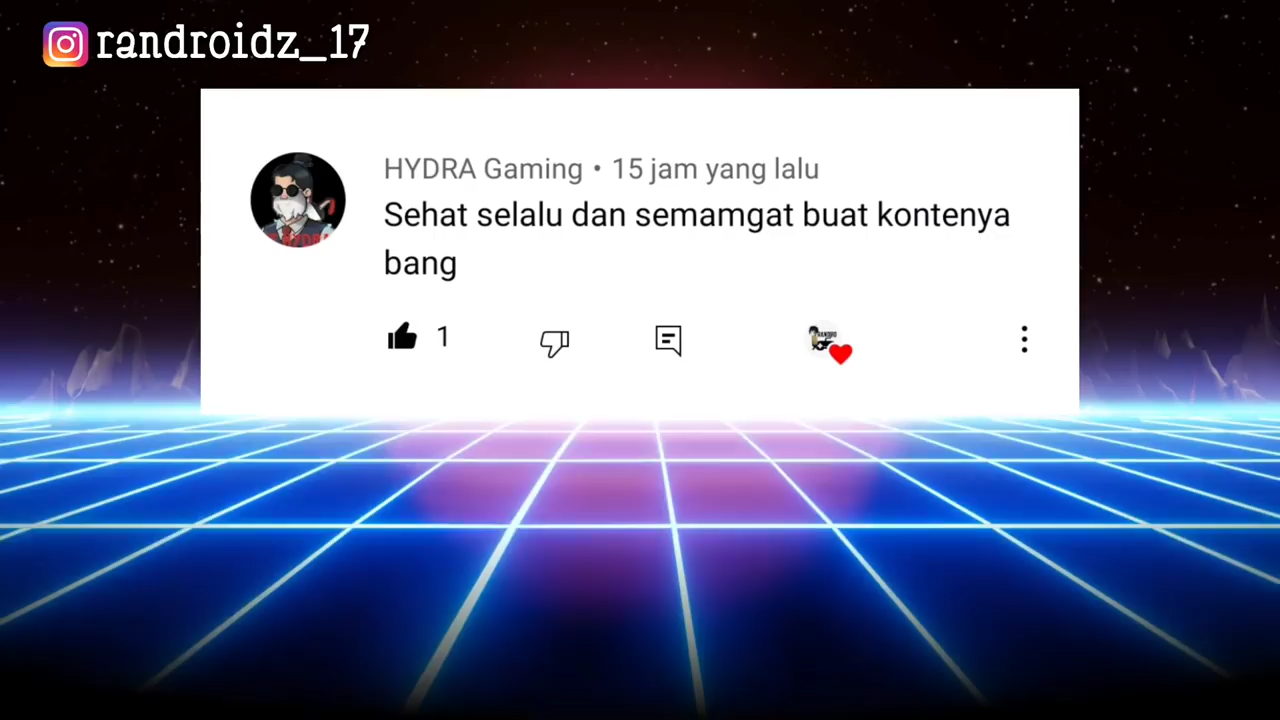 randroidz_17
HYDRA Gaming • 15 jam yang lalu
Sehat selalu dan semamgat buat kontenya
bang
1